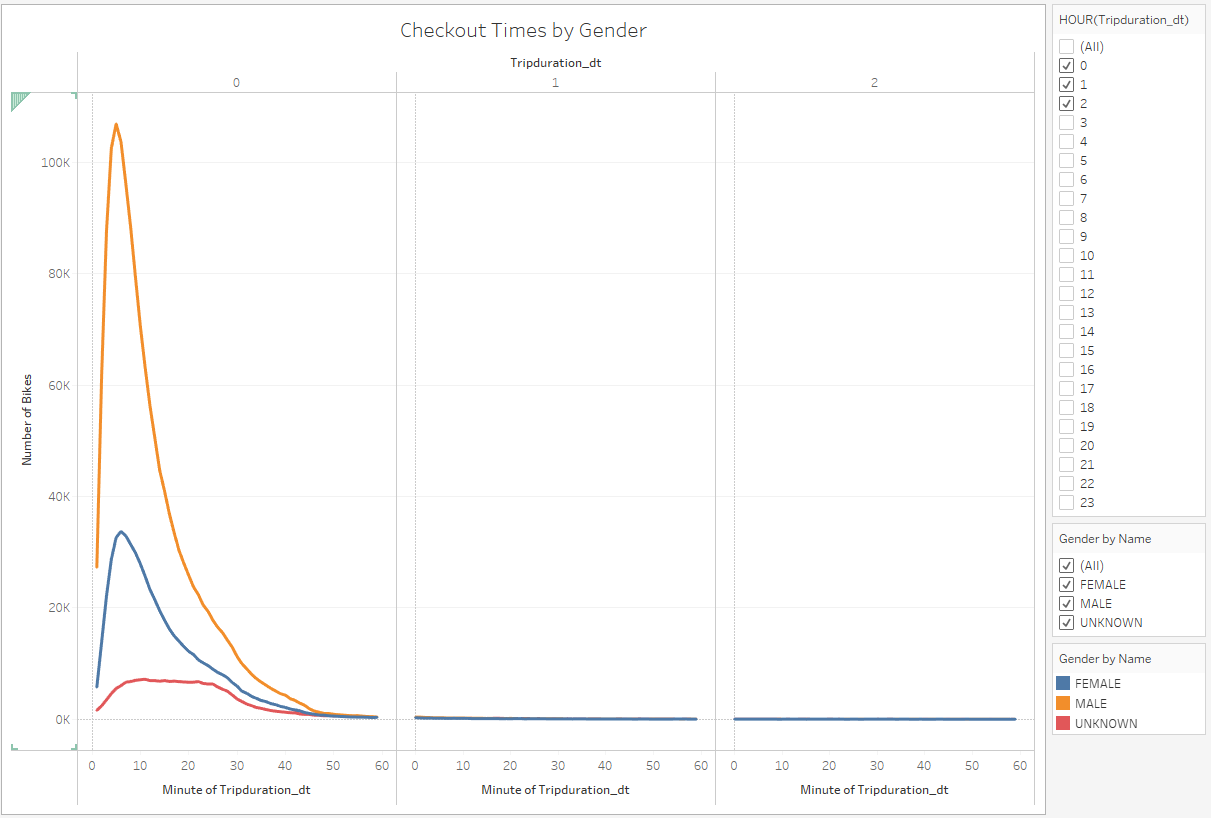 Checkout Times by Gender
Tripduration_dt
0 1 2
Number of Bikes
100K
80K
60K
40K
20K
0K
0 10 20 30 40 50 60 0 10 20 30 40 50 60 0 10 20 30 40 50 60
Minute of Tripduration_dt Minute of Tripduration_dt Minute of Tripduration_dt
HOUR(Tripduration_dt)
(All)
0
1
2
3
4
5
6
7
8
9
10
11
12
13
14
15
16
17
18
19
20
21
22
23
Gender by Name
(All)
FEMALE
MALE
UNKNOWN
Gender by Name
FEMALE
MALE
UNKNOWN